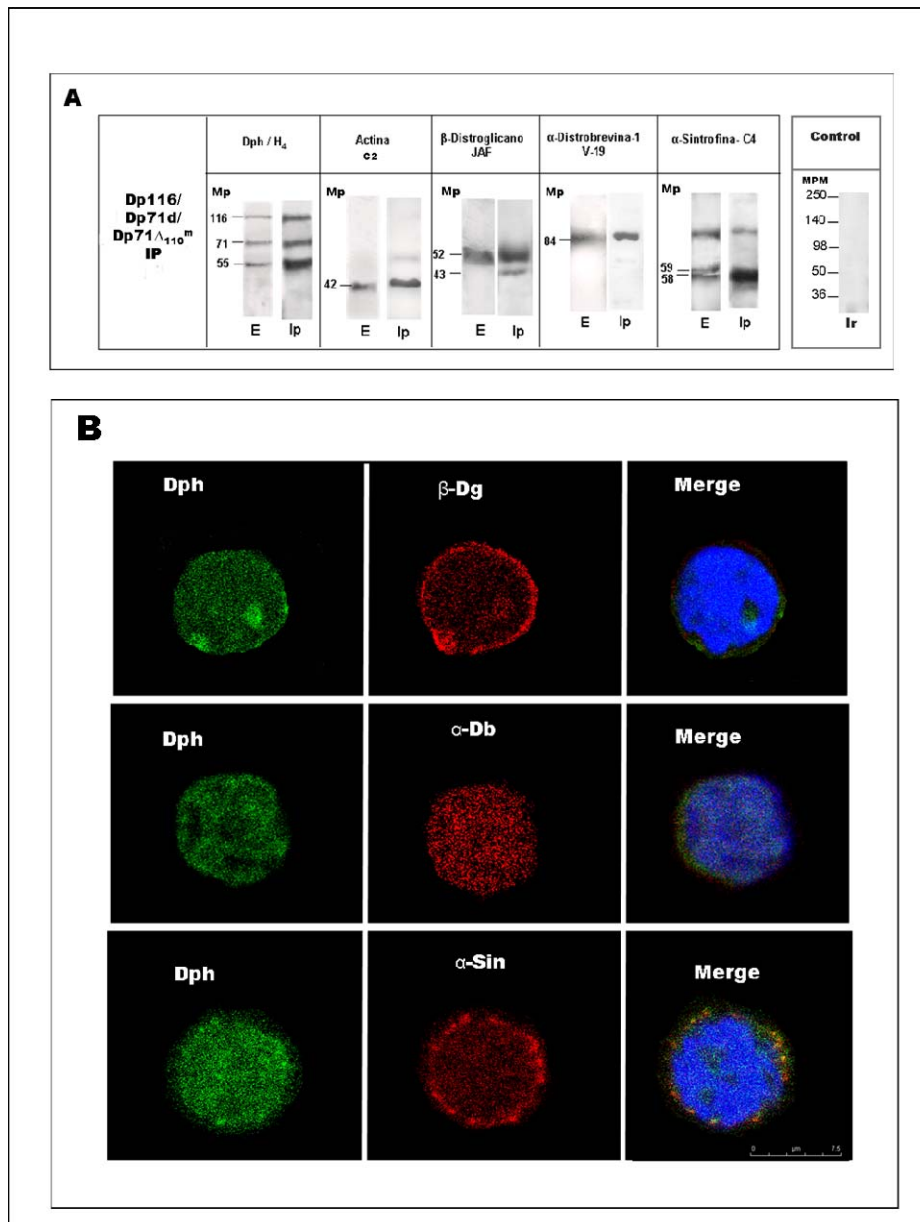 A
Dph / H4
Actina
C2
β-Distroglicano
JAF
α-Distrobrevina-1
V-19
α-Sintrofina- C4
Control
Dp116/
Dp71d/
Dp71Δ110m
IP
Mp
116
71
55
E Ip
Mp
42
E Ip
52
43
E Ip
Mp
84
E Ip
Mp
59
58
E Ip
MPM
250
140
98
50
36
Ir
B
Dph β-Dg Merge
Dph α-Db Merge
Dph α-Sin Merge
0 µm 7.5